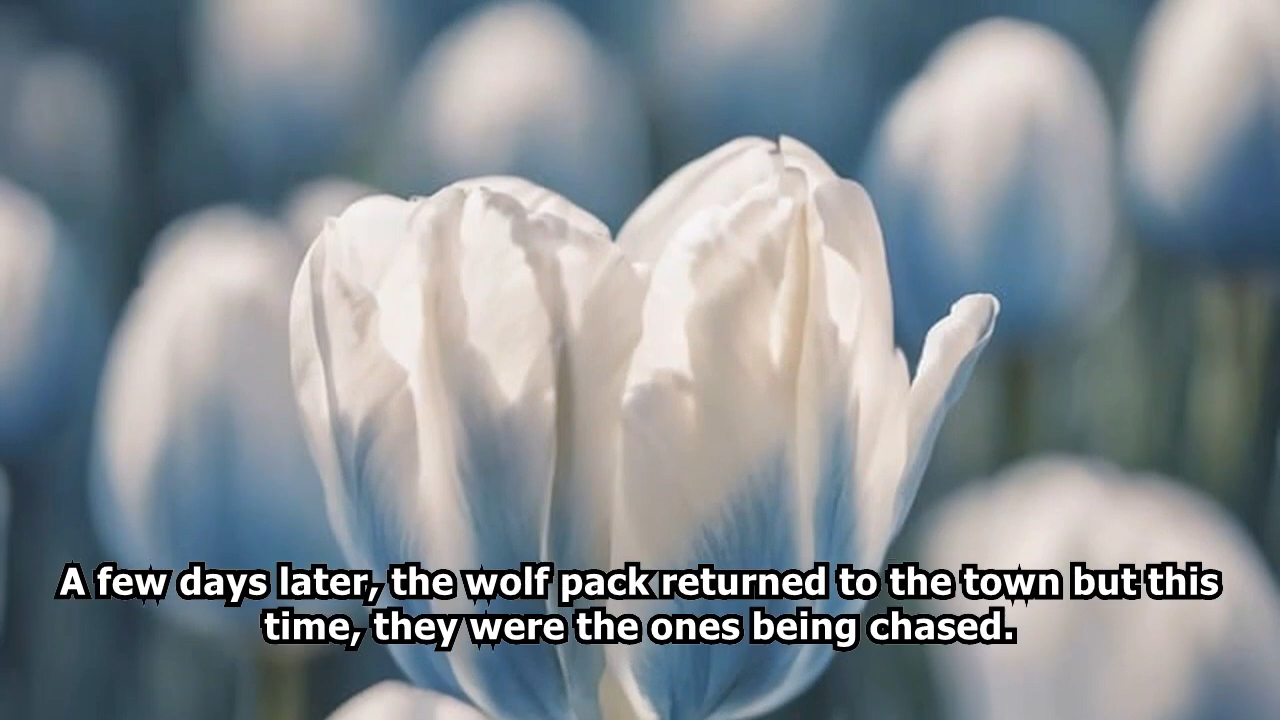 A few days later, the wolf pack returned to the town but this
time, they were the ones being chased.